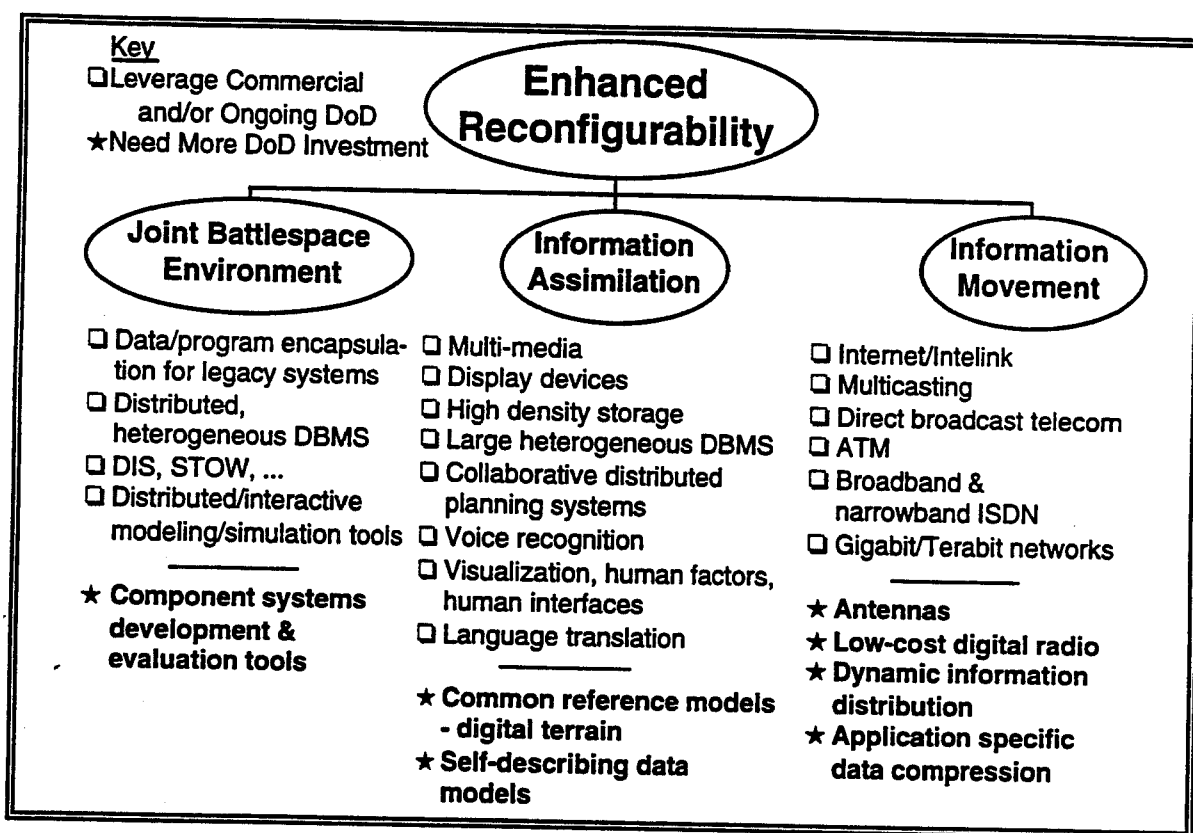 Key
❑Leverage Commercial
and/or Ongoing DoD
★Need More DoD Investment
Enhanced
Reconfigurability
Joint Battlespace
Environment
❑ Data/program encapsula-
tion for legacy systems
❑ Distributed,
heterogeneous DBMS
❑ DIS, STOW, ...
❑ Distributed/interactive
modeling/simulation tools
★ Component systems
development &
evaluation tools
Information
Assimilation
❑ Multi-media
❑ Display devices
❑ High density storage
❑ Large heterogeneous DBMS
❑ Collaborative distributed
planning systems
❑ Voice recognition
❑ Visualization, human factors,
human interfaces
❑ Language translation
★ Common reference models
- digital terrain
★ Self-describing data
models
Information
Movement
❑ Internet/Intelink
❑ Multicasting
❑ Direct broadcast telecom
❑ ATM
❑ Broadband &
narrowband ISDN
❑ Gigabit/Terabit networks
★ Antennas
★ Low-cost digital radio
★ Dynamic information
distribution
★ Application specific
data compression